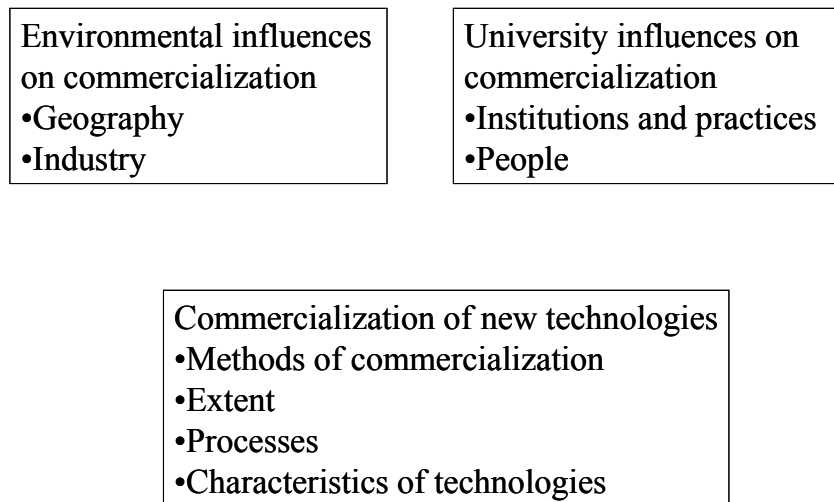 Environmental influences
on commercialization
•Geography
•Industry
University influences on
commercialization
•Institutions and practices
•People
Commercialization of new technologies
•Methods of commercialization
•Extent
•Processes
•Characteristics of technologies